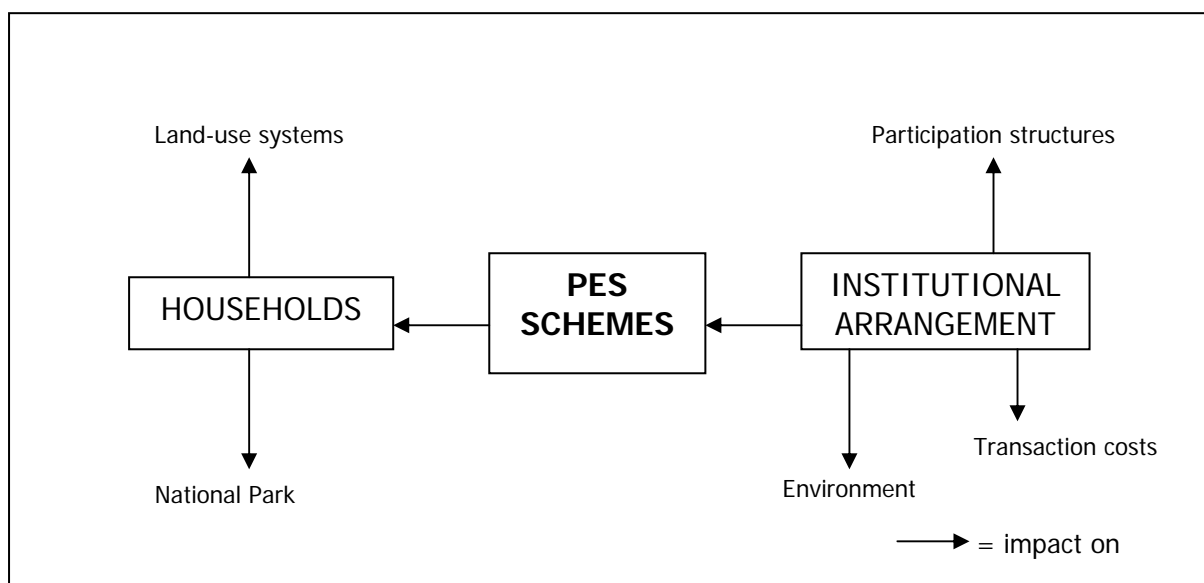 Land-use systems
Participation structures
HOUSEHOLDS
PES
SCHEMES
INSTITUTIONAL
ARRANGEMENT
National Park
Environment
Transaction costs
= impact on